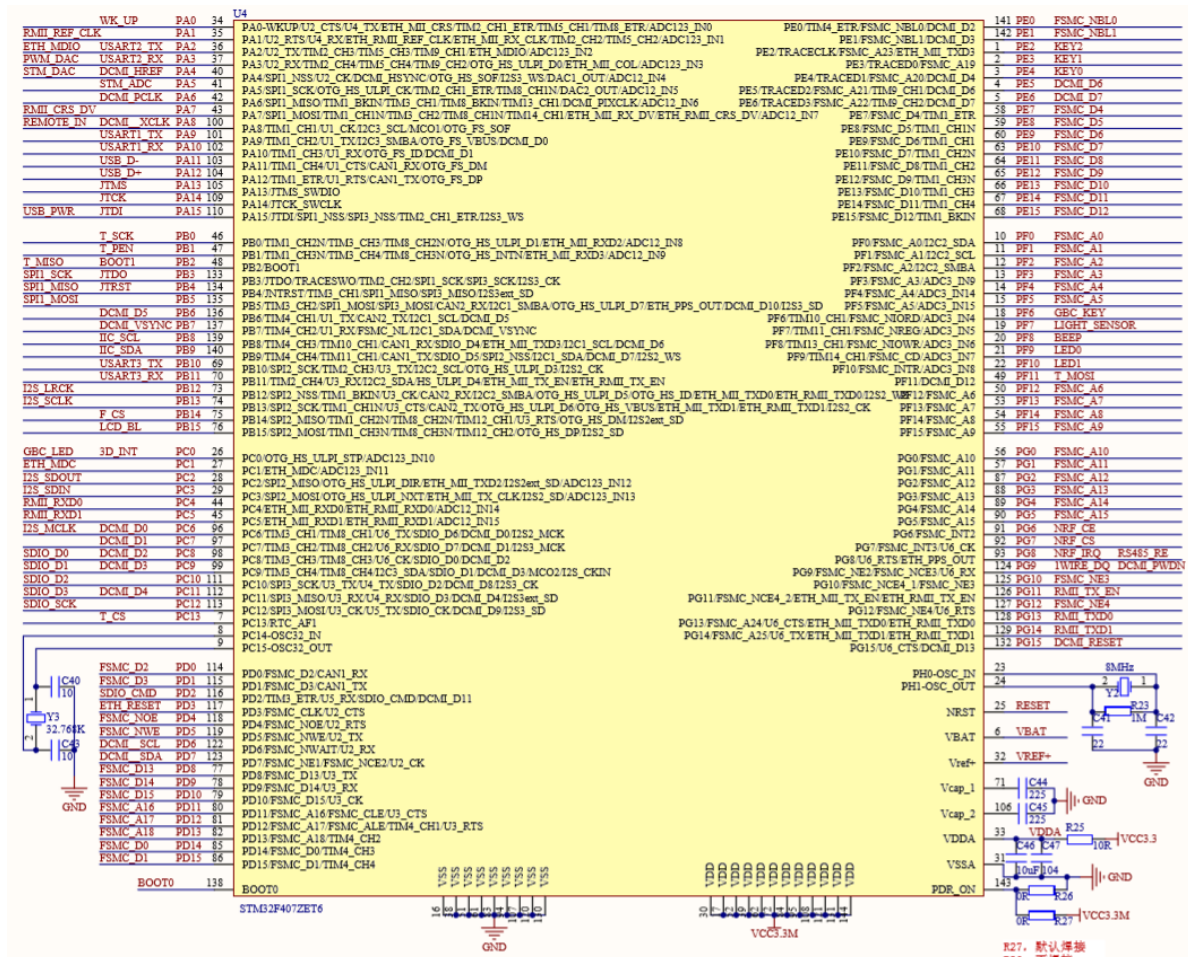 U4
WK_UP PA0 34 PA0-WKUP/U2_CTS/U4_TX/ETH_MII_CRS/TIM2_CH1_ETR/TIM5_CH1/TIM8_ETR/ADC123_IN0
RMII_REF_CLK PA1 35 PA1/U2_RTS/U4_RX/ETH_RMII_REF_CLK/ETH_MII_RX_CLK/TIM2_CH2/TIM5_CH2/ADC123_IN1
ETH_MDIO USART2_TX PA2 36 PA2/U2_TX/TIM2_CH3/TIM5_CH3/TIM9_CH1/ETH_MDIO/ADC123_IN2
PWM_DAC USART2_RX PA3 37 PA3/U2_RX/TIM2_CH4/TIM5_CH4/TIM9_CH2/OTG_HS_ULPI_D0/ETH_MII_COL/ADC123_IN3
STM_DAC DCMI_HREF PA4 40 PA4/SPI1_NSS/U2_CK/DCMI_HSYNC/OTG_HS_SOF/I2S3_WS/DAC1_OUT/ADC12_IN4
STM_ADC PA5 41 PA5/SPI1_SCK/OTG_HS_ULPI_CK/TIM2_CH1_ETR/TIM8_CH1N/DAC2_OUT/ADC12_IN5
DCMI_PCLK PA6 42 PA6/SPI1_MISO/TIM1_BKIN/TIM3_CH1/TIM8_BKIN/TIM13_CH1/DCMI_PIXCLK/ADC12_IN6
RMII_CRS_DV PA7 43 PA7/SPI1_MOSI/TIM1_CH1N/TIM3_CH2/TIM8_CH1N/TIM14_CH1/ETH_MII_RX_DV/ETH_RMII_CRS_DV/ADC12_IN7
REMOTE_IN DCMI_XCLK PA8 100 PA8/TIM1_CH1/U1_CK/I2C3_SCL/MCO1/OTG_FS_SOF
USART1_TX PA9 101 PA9/TIM1_CH2/U1_TX/I2C3_SMBA/OTG_FS_VBUS/DCMI_D0
USART1_RX PA10 102 PA10/TIM1_CH3/U1_RX/OTG_FS_ID/DCMI_D1
USB_D- PA11 103 PA11/TIM1_CH4/U1_CTS/CAN1_RX/OTG_FS_DM
USB_D+ PA12 104 PA12/TIM1_ETR/U1_RTS/CAN1_TX/OTG_FS_DP
JTMS PA13 105 PA13/JTMS_SWDIO
JTCK PA14 109 PA14/JTCK_SWCLK
USB_PWR JTDI PA15 110 PA15/JTDI/SPI1_NSS/SPI3_NSS/TIM2_CH1_ETR/I2S3_WS
T_SCK PB0 46 PB0/TIM1_CH2N/TIM3_CH3/TIM8_CH2N/OTG_HS_ULPI_D1/ETH_MII_RXD2/ADC12_IN8
T_PEN PB1 47 PB1/TIM1_CH3N/TIM3_CH4/TIM8_CH3N/OTG_HS_INTN/ETH_MII_RXD3/ADC12_IN9
T_MISO BOOT1 PB2 48 PB2/BOOT1
SPI1_SCK JTDO PB3 133 PB3/JTDO/TRACESWO/TIM2_CH2/SPI1_SCK/SPI3_SCK/I2S3_CK
SPI1_MISO JTRST PB4 134 PB4/JNTRST/TIM3_CH1/SPI1_MISO/SPI3_MISO/I2S3ext_SD
SPI1_MOSI PB5 135 PB5/TIM3_CH2/SPI1_MOSI/SPI3_MOSI/CAN2_RX/I2C1_SMBA/OTG_HS_ULPI_D7/ETH_PPS_OUT/DCMI_D10/I2S3_SD
DCMI_D5 PB6 136 PB6/TIM4_CH1/U1_TX/CAN2_TX/I2C1_SCL/DCMI_D5
DCMI_VSYNC PB7 137 PB7/TIM4_CH2/U1_RX/FSMC_NL/I2C1_SDA/DCMI_VSYNC
IIC_SCL PB8 139 PB8/TIM4_CH3/TIM10_CH1/CAN1_RX/SDIO_D4/ETH_MII_TXD3/I2C1_SCL/DCMI_D6
IIC_SDA PB9 140 PB9/TIM4_CH4/TIM11_CH1/CAN1_TX/SDIO_D5/SPI2_NSS/I2C1_SDA/DCMI_D7/I2S2_WS
USART3_TX PB10 69 PB10/SPI2_SCK/TIM2_CH3/U3_TX/I2C2_SCL/OTG_HS_ULPI_D3/I2S2_CK
USART3_RX PB11 70 PB11/TIM2_CH4/U3_RX/I2C2_SDA/HS_ULPI_D4/ETH_MII_TX_EN/ETH_RMII_TX_EN
I2S_LRCK PB12 73 PB12/SPI2_NSS/TIM1_BKIN/U3_CK/CAN2_RX/I2C2_SMBA/OTG_HS_ULPI_D5/OTG_HS_ID/ETH_MII_TXD0/ETH_RMII_TXD0/I2S2_WS
I2S_SCLK PB13 74 PB13/SPI2_SCK/TIM1_CH1N/U3_CTS/CAN2_TX/OTG_HS_ULPI_D6/OTG_HS_VBUS/ETH_MII_TXD1/ETH_RMII_TXD1/I2S2_CK
F_CS PB14 75 PB14/SPI2_MISO/TIM1_CH2N/TIM8_CH2N/TIM12_CH1/U3_RTS/OTG_HS_DM/I2S2ext_SD
LCD_BL PB15 76 PB15/SPI2_MOSI/TIM1_CH3N/TIM8_CH3N/TIM12_CH2/OTG_HS_DP/I2S2_SD
GBC_LED 3D_INT PC0 26 PC0/OTG_HS_ULPI_STP/ADC123_IN10
ETH_MDC PC1 27 PC1/ETH_MDC/ADC123_IN11
I2S_SDOUT PC2 28 PC2/SPI2_MISO/OTG_HS_ULPI_DIR/ETH_MII_TXD2/I2S2ext_SD/ADC123_IN12
I2S_SDIN PC3 29 PC3/SPI2_MOSI/OTG_HS_ULPI_NXT/ETH_MII_TX_CLK/I2S2_SD/ADC123_IN13
RMII_RXD0 PC4 44 PC4/ETH_MII_RXD0/ETH_RMII_RXD0/ADC12_IN14
RMII_RXD1 PC5 45 PC5/ETH_MII_RXD1/ETH_RMII_RXD1/ADC12_IN15
I2S_MCLK DCMI_D0 PC6 96 PC6/TIM3_CH1/TIM8_CH1/U6_TX/SDIO_D6/DCMI_D0/I2S2_MCK
DCMI_D1 PC7 97 PC7/TIM3_CH2/TIM8_CH2/U6_RX/SDIO_D7/DCMI_D1/I2S3_MCK
SDIO_D0 DCMI_D2 PC8 98 PC8/TIM3_CH3/TIM8_CH3/U6_CK/SDIO_D0/DCMI_D2
SDIO_D1 DCMI_D3 PC9 99 PC9/TIM3_CH4/TIM8_CH4/I2C3_SDA/SDIO_D1/DCMI_D3/MCO2/I2S_CKIN
SDIO_D2 PC10 111 PC10/SPI3_SCK/U3_TX/U4_TX/SDIO_D2/DCMI_D8/I2S3_CK
SDIO_D3 DCMI_D4 PC11 112 PC11/SPI3_MISO/U3_RX/U4_RX/SDIO_D3/DCMI_D4/I2S3ext_SD
SDIO_SCK PC12 113 PC12/SPI3_MOSI/U3_CK/U5_TX/SDIO_CK/DCMI_D9/I2S3_SD
T_CS PC13 7 PC13/RTC_AF1
8 PC14-OSC32_IN
9 PC15-OSC32_OUT
FSMC_D2 PD0 114 PD0/FSMC_D2/CAN1_RX
FSMC_D3 PD1 115 PD1/FSMC_D3/CAN1_TX
SDIO_CMD PD2 116 PD2/TIM3_ETR/U5_RX/SDIO_CMD/DCMI_D11
ETH_RESET PD3 117 PD3/FSMC_CLK/U2_CTS
FSMC_NOE PD4 118 PD4/FSMC_NOE/U2_RTS
FSMC_NWE PD5 119 PD5/FSMC_NWE/U2_TX
DCMI_SCL PD6 122 PD6/FSMC_NWAIT/U2_RX
DCMI_SDA PD7 123 PD7/FSMC_NE1/FSMC_NCE2/U2_CK
FSMC_D13 PD8 77 PD8/FSMC_D13/U3_TX
FSMC_D14 PD9 78 PD9/FSMC_D14/U3_RX
FSMC_D15 PD10 79 PD10/FSMC_D15/U3_CK
FSMC_A16 PD11 80 PD11/FSMC_A16/FSMC_CLE/U3_CTS
FSMC_A17 PD12 81 PD12/FSMC_A17/FSMC_ALE/TIM4_CH1/U3_RTS
FSMC_A18 PD13 82 PD13/FSMC_A18/TIM4_CH2
FSMC_D0 PD14 85 PD14/FSMC_D0/TIM4_CH3
FSMC_D1 PD15 86 PD15/FSMC_D1/TIM4_CH4
BOOT0 138 BOOT0
STM32F407ZET6
C40
10
1
Y3
32.768K
2
C43
10
GND
PE0/TIM4_ETR/FSMC_NBL0/DCMI_D2 141 PE0 FSMC_NBL0
PE1/FSMC_NBL1/DCMI_D3 142 PE1 FSMC_NBL1
PE2/TRACECLK/FSMC_A23/ETH_MII_TXD3 1 PE2 KEY2
PE3/TRACED0/FSMC_A19 2 PE3 KEY1
PE4/TRACED1/FSMC_A20/DCMI_D4 3 PE4 KEY0
PE5/TRACED2/FSMC_A21/TIM9_CH1/DCMI_D6 4 PE5 DCMI_D6
PE6/TRACED3/FSMC_A22/TIM9_CH2/DCMI_D7 5 PE6 DCMI_D7
PE7/FSMC_D4/TIM1_ETR 58 PE7 FSMC_D4
PE8/FSMC_D5/TIM1_CH1N 59 PE8 FSMC_D5
PE9/FSMC_D6/TIM1_CH1 60 PE9 FSMC_D6
PE10/FSMC_D7/TIM1_CH2N 63 PE10 FSMC_D7
PE11/FSMC_D8/TIM1_CH2 64 PE11 FSMC_D8
PE12/FSMC_D9/TIM1_CH3N 65 PE12 FSMC_D9
PE13/FSMC_D10/TIM1_CH3 66 PE13 FSMC_D10
PE14/FSMC_D11/TIM1_CH4 67 PE14 FSMC_D11
PE15/FSMC_D12/TIM1_BKIN 68 PE15 FSMC_D12
PF0/FSMC_A0/I2C2_SDA 10 PF0 FSMC_A0
PF1/FSMC_A1/I2C2_SCL 11 PF1 FSMC_A1
PF2/FSMC_A2/I2C2_SMBA 12 PF2 FSMC_A2
PF3/FSMC_A3/ADC3_IN9 13 PF3 FSMC_A3
PF4/FSMC_A4/ADC3_IN14 14 PF4 FSMC_A4
PF5/FSMC_A5/ADC3_IN15 15 PF5 FSMC_A5
PF6/TIM10_CH1/FSMC_NIORD/ADC3_IN4 18 PF6 GBC_KEY
PF7/TIM11_CH1/FSMC_NREG/ADC3_IN5 19 PF7 LIGHT_SENSOR
PF8/TIM13_CH1/FSMC_NIOWR/ADC3_IN6 20 PF8 BEEP
PF9/TIM14_CH1/FSMC_CD/ADC3_IN7 21 PF9 LED0
PF10/FSMC_INTR/ADC3_IN8 22 PF10 LED1
PF11/DCMI_D12 49 PF11 T_MOSI
PF12/FSMC_A6 50 PF12 FSMC_A6
PF13/FSMC_A7 53 PF13 FSMC_A7
PF14/FSMC_A8 54 PF14 FSMC_A8
PF15/FSMC_A9 55 PF15 FSMC_A9
PG0/FSMC_A10 56 PG0 FSMC_A10
PG1/FSMC_A11 57 PG1 FSMC_A11
PG2/FSMC_A12 87 PG2 FSMC_A12
PG3/FSMC_A13 88 PG3 FSMC_A13
PG4/FSMC_A14 89 PG4 FSMC_A14
PG5/FSMC_A15 90 PG5 FSMC_A15
PG6/FSMC_INT2 91 PG6 NRF_CE
PG7/FSMC_INT3/U6_CK 92 PG7 NRF_CS
PG8/U6_RTS/ETH_PPS_OUT 93 PG8 NRF_IRQ RS485_RE
PG9/FSMC_NE2/FSMC_NCE3/U6_RX 124 PG9 1WIRE_DQ DCMI_PWDN
PG10/FSMC_NCE4_1/FSMC_NE3 125 PG10 FSMC_NE3
PG11/FSMC_NCE4_2/ETH_MII_TX_EN/ETH_RMII_TX_EN 126 PG11 RMII_TX_EN
PG12/FSMC_NE4/U6_RTS 127 PG12 FSMC_NE4
PG13/FSMC_A24/U6_CTS/ETH_MII_TXD0/ETH_RMII_TXD0 128 PG13 RMII_TXD0
PG14/FSMC_A25/U6_TX/ETH_MII_TXD1/ETH_RMII_TXD1 129 PG14 RMII_TXD1
PG15/U6_CTS/DCMI_D13 132 PG15 DCMI_RESET
PH0-OSC_IN 23
PH1-OSC_OUT 24
NRST 25 RESET
VBAT 6 VBAT
Vref+ 32 VREF+
Vcap_1 71
Vcap_2 106
VDDA 33 VDDA
VSSA 31
PDR_ON 143
8MHz
2 1
Y2
R23
1M
C41 C42
22 22
GND
C44
225
C45
225
GND
R25
10R
VCC3.3
C46 C47
10uF 104
GND
0R R26
0R R27
VCC3.3M
VSS VSS VSS VSS VSS VSS VSS VSS
GND
VDD VDD VDD VDD VDD VDD VDD VDD VDD VDD VDD
VCC3.3M
R27,默认焊接